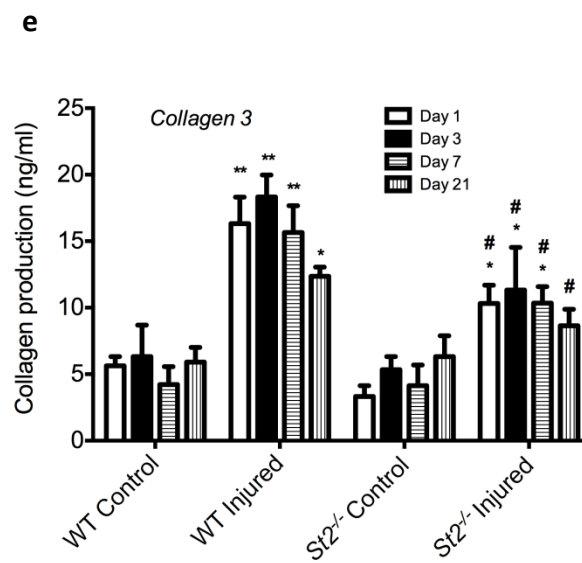 e
Collagen 3
Day 1
Day 3
Day 7
Day 21
Collagen production (ng/ml)
25
20
15
10
5
0
** ** ** *
# # # #
* * *
WT Control
WT Injured
St2-/- Control
St2-/- Injured